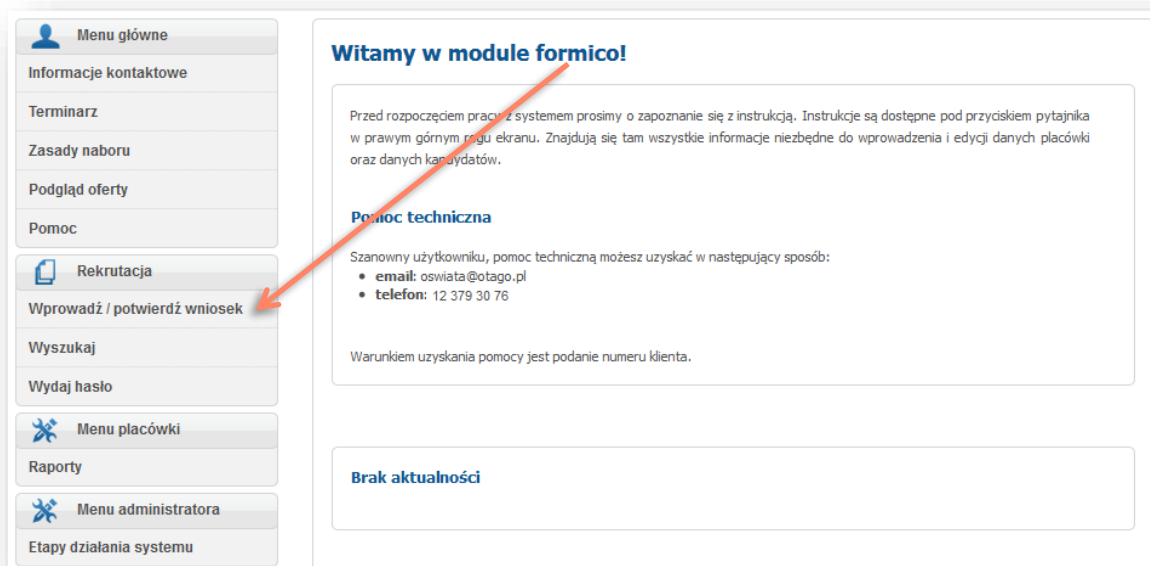 Menu główne
Informacje kontaktowe
Terminarz
Zasady naboru
Podgląd oferty
Pomoc
Rekrutacja
Wprowadź / potwierdź wniosek
Wyszukaj
Wydaj hasło
Menu placówki
Raporty
Menu administratora
Etapy działania systemu
Witamy w module formico!
Przed rozpoczęciem pracy z systemem prosimy o zapoznanie się z instrukcją. Instrukcje są dostępne pod przyciskiem pytajnika
w prawym górnym rogu ekranu. Znajdują się tam wszystkie informacje niezbędne do wprowadzenia i edycji danych placówki
oraz danych kandydatów.
Pomoc techniczna
Szanowny użytkowniku, pomoc techniczną możesz uzyskać w następujący sposób:
• email: oswiata@otago.pl
• telefon: 12 379 30 76
Warunkiem uzyskania pomocy jest podanie numeru klienta.
Brak aktualności